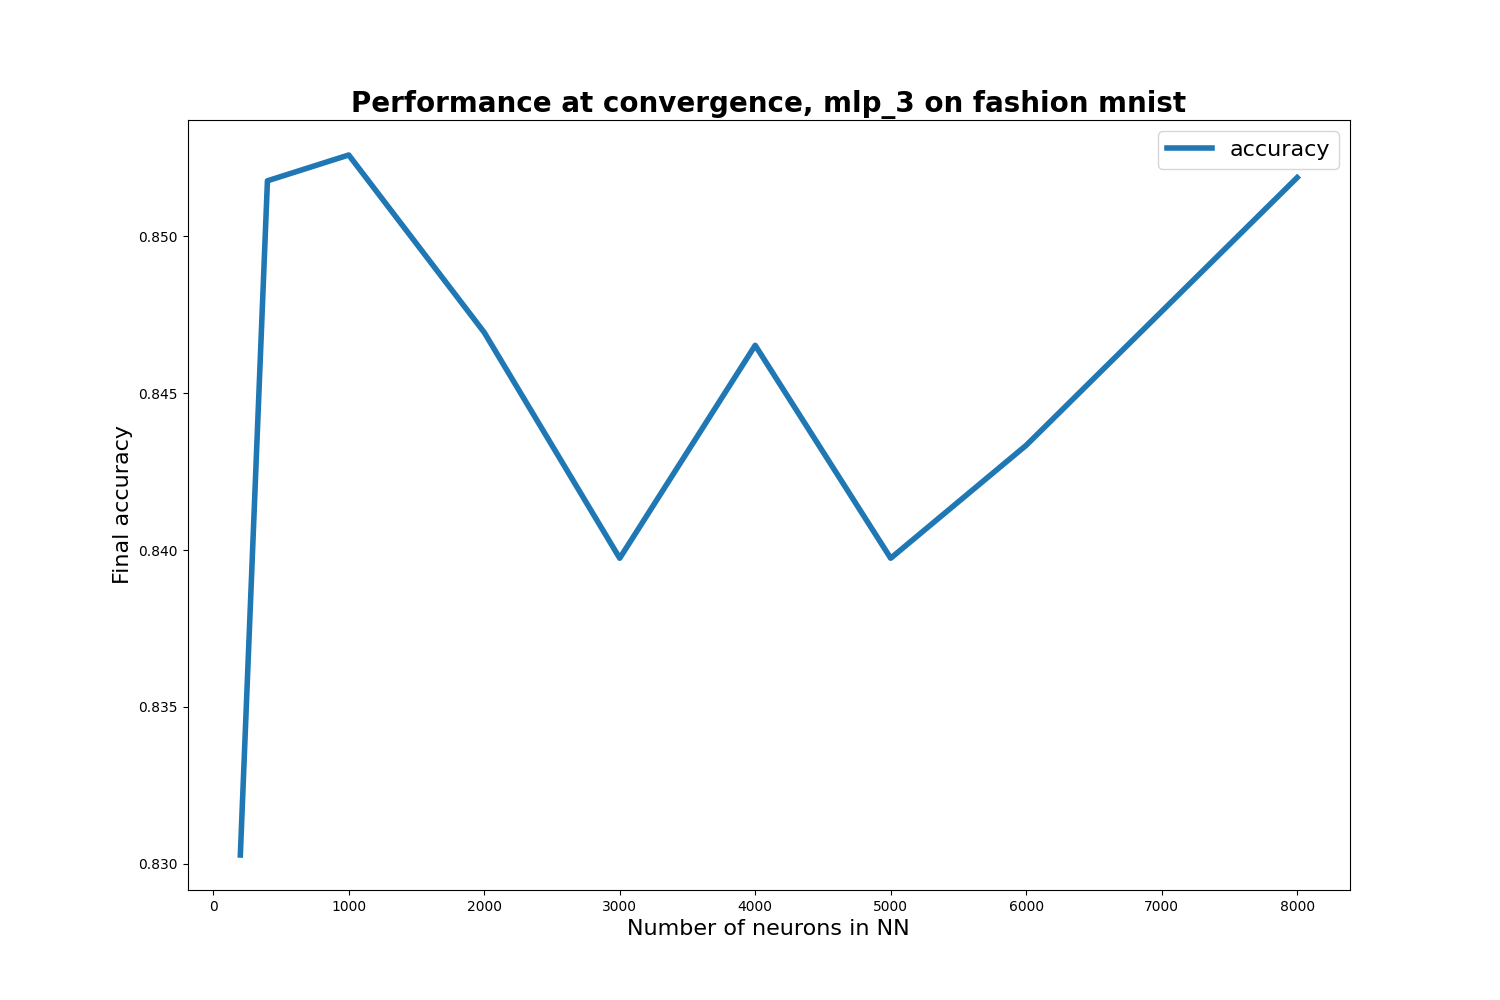 Performance at convergence, mlp_3 on fashion mnist
accuracy
0.850
0.845
0.840
0.835
0.830
Final accuracy
0 1000 2000 3000 4000 5000 6000 7000 8000
Number of neurons in NN